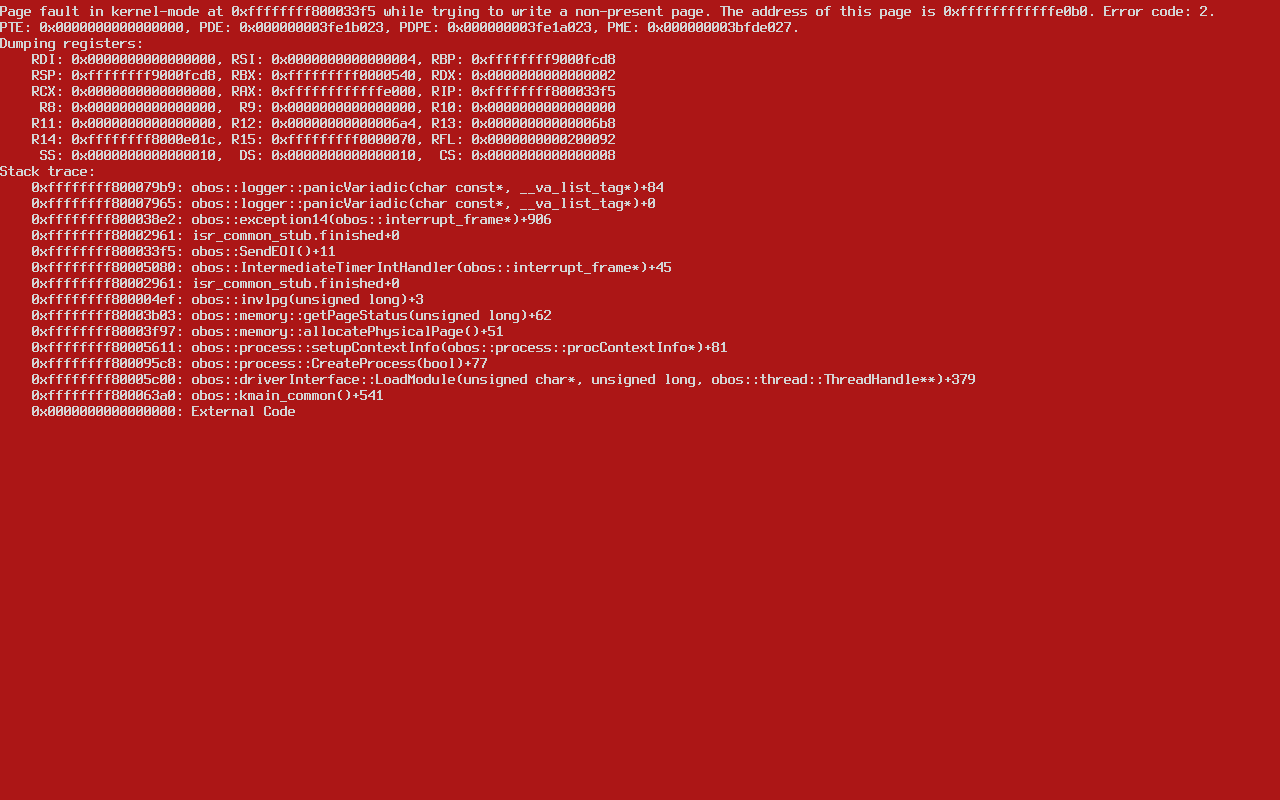 Page fault in kernel-mode at 0xffffffff800033f5 while trying to write a non-present page. The address of this page is 0xffffffffffffe0b0. Error code: 2.
PTE: 0x0000000000000000, PDE: 0x000000003fe1b023, PDPE: 0x000000003fe1a023, PME: 0x000000003bfde027.
Dumping registers:
    RDI: 0x0000000000000000, RSI: 0x0000000000000004, RBP: 0xffffffff9000fcd8
    RSP: 0xffffffff9000fcd8, RBX: 0xfffffffff0000540, RDX: 0x0000000000000002
    RCX: 0x0000000000000000, RAX: 0xffffffffffffe000, RIP: 0xffffffff800033f5
     R8: 0x0000000000000000,  R9: 0x0000000000000000, R10: 0x0000000000000000
    R11: 0x0000000000000000, R12: 0x00000000000006a4, R13: 0x00000000000006b8
    R14: 0xffffffff8000e01c, R15: 0xfffffffff0000070, RFL: 0x0000000000200092
     SS: 0x0000000000000010,  DS: 0x0000000000000010,  CS: 0x0000000000000008
Stack trace:
    0xffffffff800079b9: obos::logger::panicVariadic(char const*, __va_list_tag*)+84
    0xffffffff80007965: obos::logger::panicVariadic(char const*, __va_list_tag*)+0
    0xffffffff800038e2: obos::exception14(obos::interrupt_frame*)+906
    0xffffffff80002961: isr_common_stub.finished+0
    0xffffffff800033f5: obos::SendEOI()+11
    0xffffffff80005080: obos::IntermediateTimerIntHandler(obos::interrupt_frame*)+45
    0xffffffff80002961: isr_common_stub.finished+0
    0xffffffff800004ef: obos::invlpg(unsigned long)+3
    0xffffffff80003b03: obos::memory::getPageStatus(unsigned long)+62
    0xffffffff80003f97: obos::memory::allocatePhysicalPage()+51
    0xffffffff80005611: obos::process::setupContextInfo(obos::process::procContextInfo*)+81
    0xffffffff800095c8: obos::process::CreateProcess(bool)+77
    0xffffffff80005c00: obos::driverInterface::LoadModule(unsigned char*, unsigned long, obos::thread::ThreadHandle**)+379
    0xffffffff800063a0: obos::kmain_common()+541
    0x0000000000000000: External Code